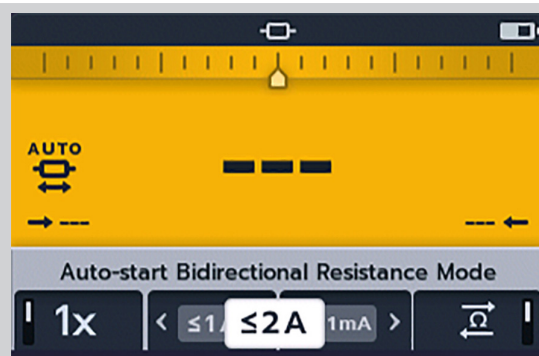 AUTO
---
---
---
Auto-start Bidirectional Resistance Mode
1x
≤2A
1mA
Ω